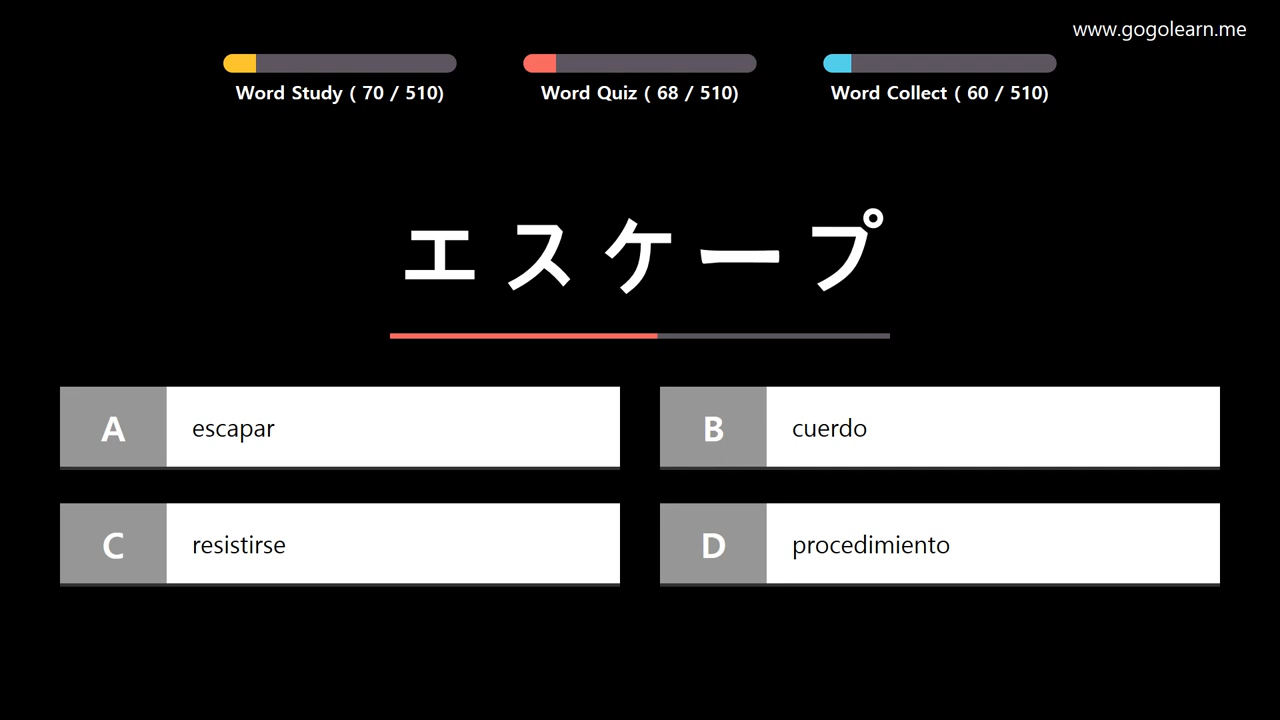 www.gogolearn.me
Word Study ( 70 / 510)
Word Quiz ( 68 / 510)
Word Collect ( 60 / 510)
エスケープ
A escapar
B cuerdo
C resistirse
D procedimiento